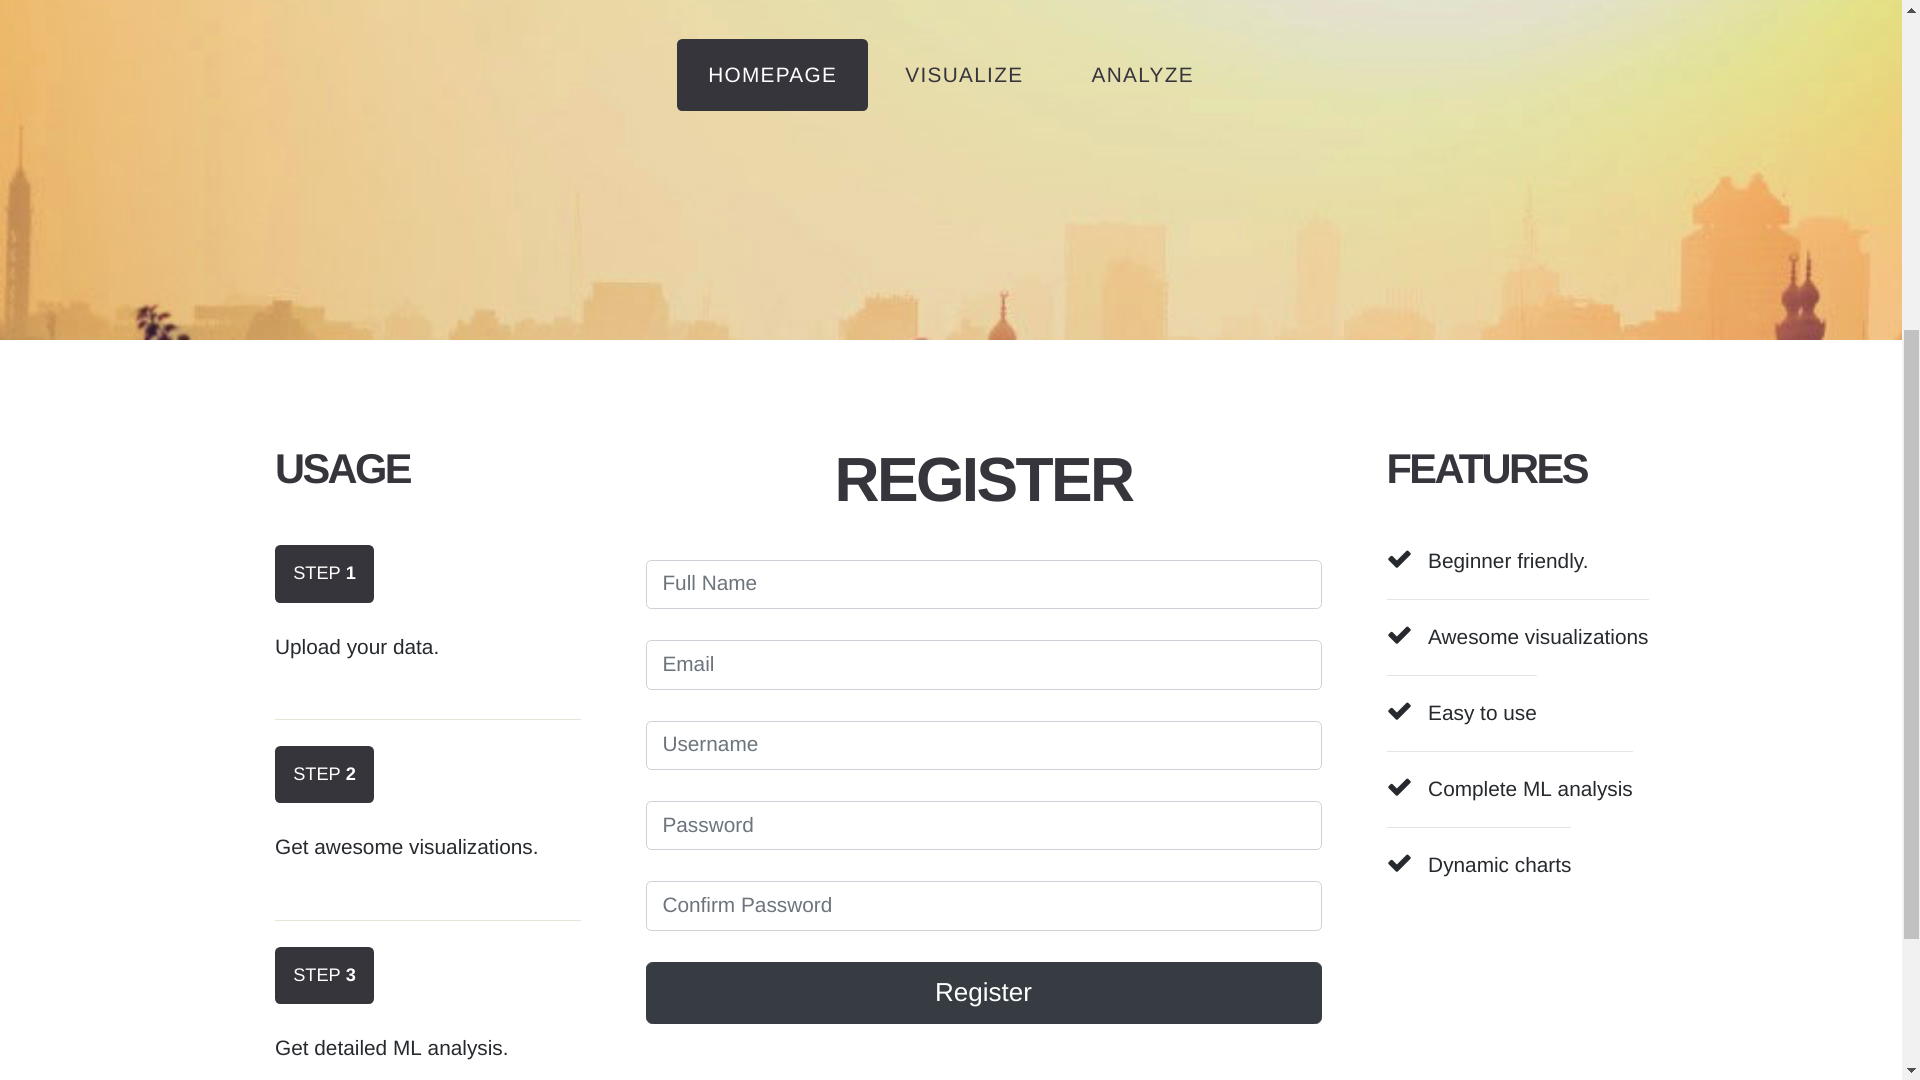 HOMEPAGE
VISUALIZE
ANALYZE
USAGE
STEP 1
Upload your data.
STEP 2
Get awesome visualizations.
STEP 3
Get detailed ML analysis.
REGISTER
Full Name
Email
Username
Password
Confirm Password
Register
FEATURES
Beginner friendly.
Awesome visualizations
Easy to use
Complete ML analysis
Dynamic charts